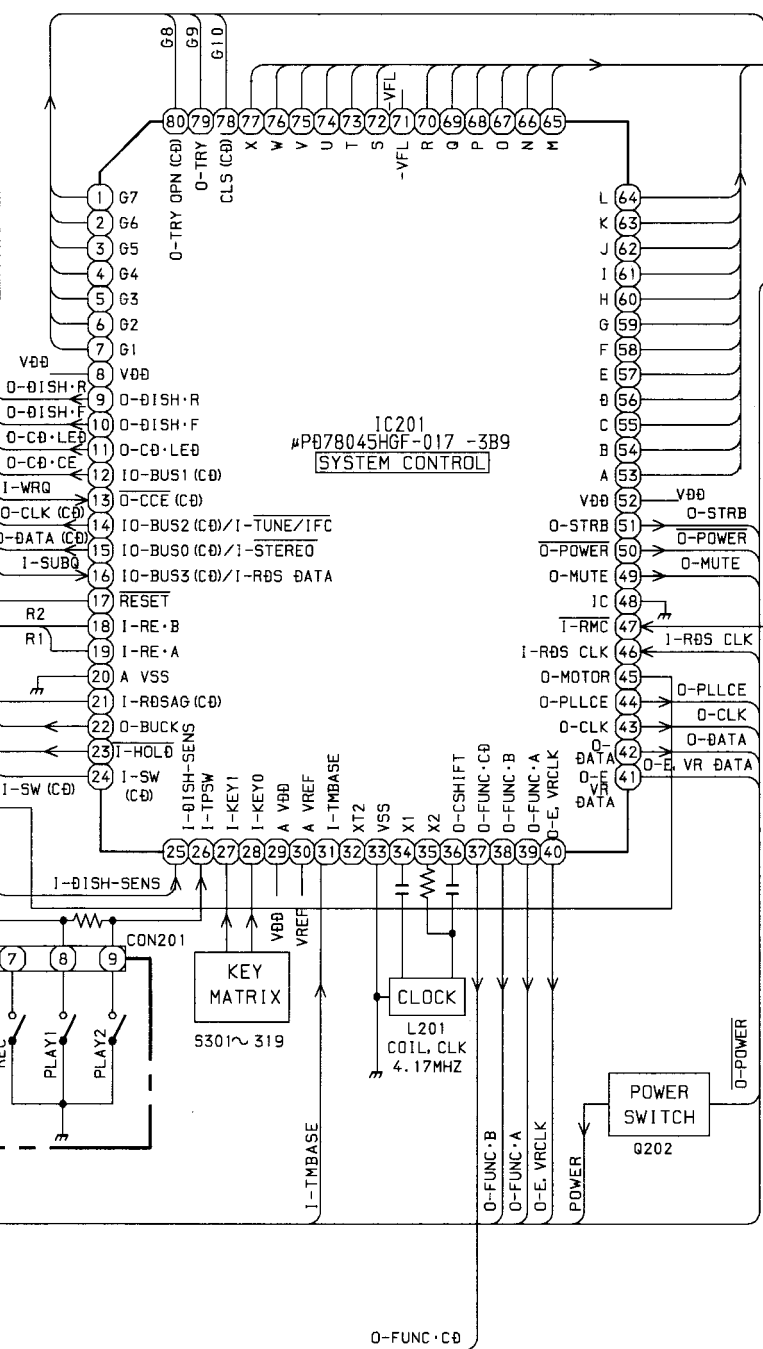 G8
G9
G10
-VFL
80
79
78
77
76
75
74
73
72
71
70
69
68
67
66
65
O-TRY OPN (CD)
O-TRY
CLS (CD)
X
W
V
U
T
S
-VFL
R
Q
P
O
N
M
1 G7
2 G6
3 G5
4 G4
5 G3
6 G2
7 G1
VDD
8 VDD
O-DISH·R
9 O-DISH·R
O-DISH·F
10 O-DISH·F
O-CD·LED
11 O-CD·LED
O-CD·CE
12 IO-BUS1 (CD)
I-WRQ
13 O-CCE (CD)
O-CLK (CD)
14 IO-BUS2 (CD)/I-TUNE/IFC
O-DATA (CD)
15 IO-BUS0 (CD)/I-STEREO
I-SUBQ
16 IO-BUS3 (CD)/I-RDS DATA
17 RESET
R2
18 I-RE·B
R1
19 I-RE·A
20 A VSS
21 I-RDSAG (CD)
22 O-BUCK
23 I-HOLD
24 I-SW (CD)
I-SW (CD)
IC201
μPD78045HGF-017 -3B9
SYSTEM CONTROL
L 64
K 63
J 62
I 61
H 60
G 59
F 58
E 57
D 56
C 55
B 54
A 53
VDD 52 VDD
O-STRB 51 O-STRB
O-POWER 50 O-POWER
O-MUTE 49 O-MUTE
IC 48
I-RMC 47
I-RDS CLK 46 I-RDS CLK
O-MOTOR 45
O-PLLCE 44 O-PLLCE
O-CLK 43 O-CLK
O-DATA 42 O-DATA
O-E VR DATA 41 O-E. VR DATA
I-DISH-SENS
I-TPSW
I-KEY1
I-KEY0
A VDD
A VREF
I-TMBASE
XT2
VSS
X1
X2
O-CSHIFT
O-FUNC·CD
O-FUNC·B
O-FUNC·A
O-E. VRCLK
25
26
27
28
29
30
31
32
33
34
35
36
37
38
39
40
I-DISH-SENS
VDD
VREF
CON201
7
8
9
REC
PLAY1
PLAY2
KEY
MATRIX
S301~319
CLOCK
L201
COIL, CLK
4.17MHZ
I-TMBASE
O-FUNC·B
O-FUNC·A
O-E. VRCLK
POWER
POWER
SWITCH
Q202
O-POWER
O-FUNC·CD